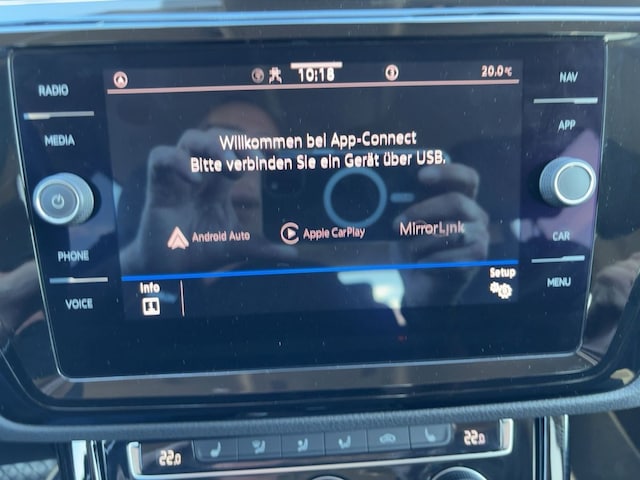 10:18
20.0°C
RADIO
MEDIA
PHONE
VOICE
Willkommen bei App-Connect
Bitte verbinden Sie ein Gerät über USB.
Android Auto
Apple CarPlay
MirrorLink
Info
Setup
NAV
APP
CAR
MENU
22.0
22.0